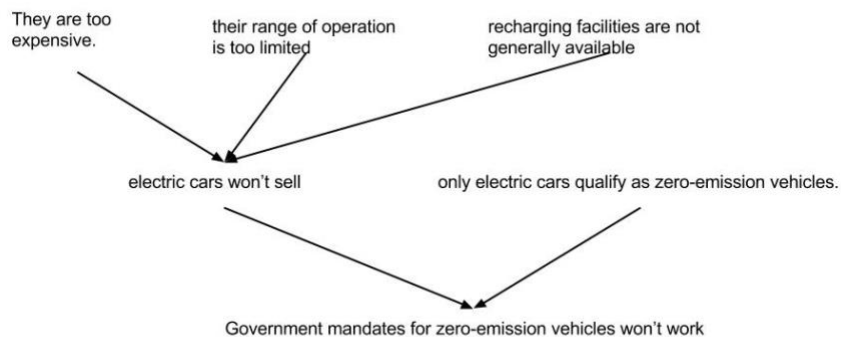 They are too
expensive.
their range of operation
is too limited
recharging facilities are not
generally available
electric cars won't sell
only electric cars qualify as zero-emission vehicles.
Government mandates for zero-emission vehicles won't work